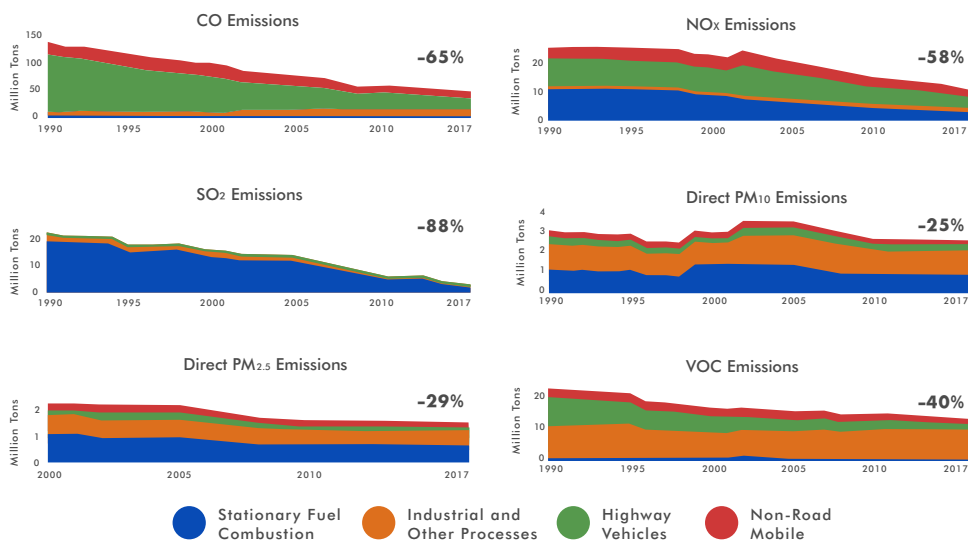 CO Emissions
Million Tons
150
100
50
0
-65%
1990 1995 2000 2005 2010 2017
NOx Emissions
Million Tons
20
10
0
-58%
1990 1995 2000 2005 2010 2017
SO2 Emissions
Million Tons
20
10
0
-88%
1990 1995 2000 2005 2010 2017
Direct PM10 Emissions
Million Tons
4
3
2
1
0
-25%
1990 1995 2000 2005 2010 2017
Direct PM2.5 Emissions
Million Tons
2
1
0
-29%
2000 2005 2010 2017
VOC Emissions
Million Tons
20
10
0
-40%
1990 1995 2000 2005 2010 2017
Stationary Fuel
Combustion
Industrial and
Other Processes
Highway
Vehicles
Non-Road
Mobile